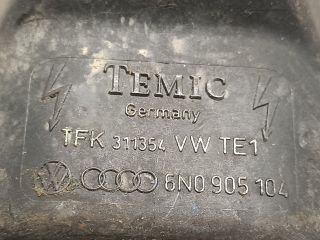 TEMIC
Germany
TFK 311354 VW TE1
6N0 905 104